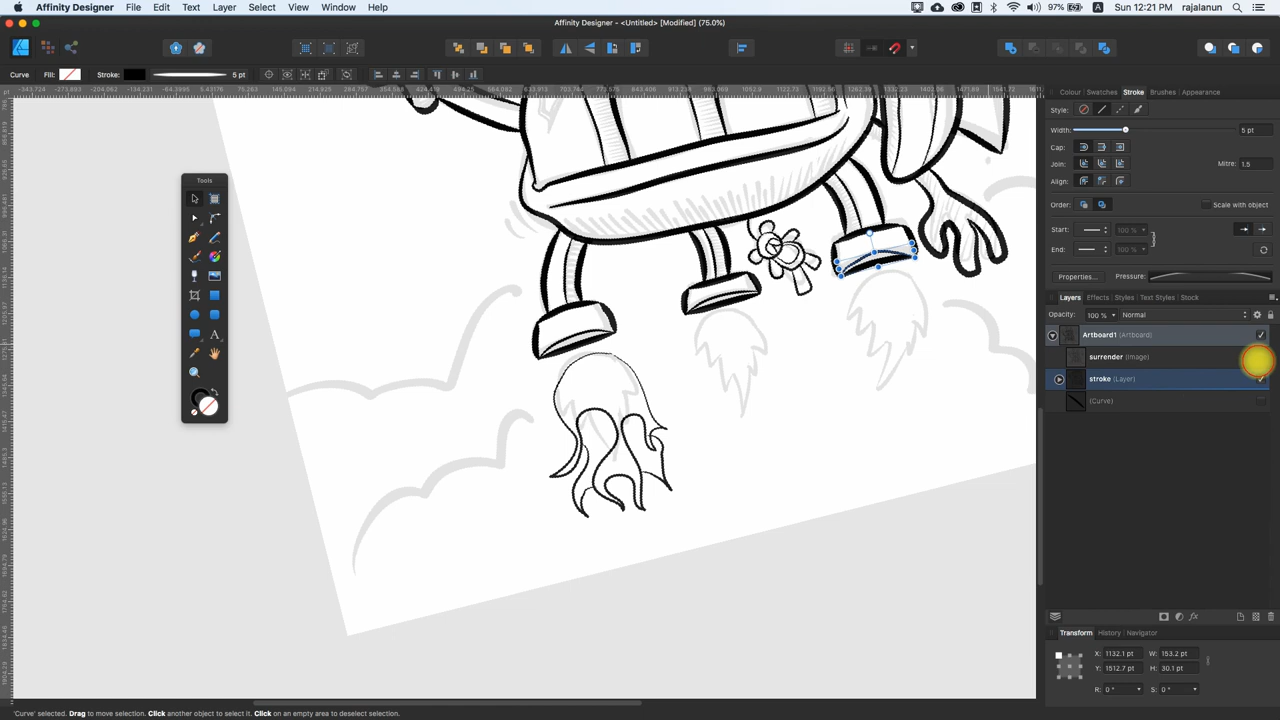 Affinity Designer File Edit Text Layer Select View Window Help 97% A Sun 12:21 PM rajalanun
Affinity Designer - <Untitled> [Modified] (75.0%)
Curve Fill: Stroke: 5 pt
Colour Swatches Stroke Brushes Appearance
Style:
Width: 5 pt
Cap:
Join: Mitre: 1.5
Align:
Order: Scale with object
Start: 100 %
End: 100 %
Properties... Pressure:
Tools
Layers Effects Styles Text Styles Stock
Opacity: 100 % Normal
Artboard1 (Artboard)
surrender (Image)
stroke (Layer)
(Curve)
Transform History Navigator
X: 1132.1 pt W: 153.2 pt
Y: 1512.7 pt H: 30.1 pt
R: 0 ° S: 0 °
'Curve' selected. Drag to move selection. Click another object to select it. Click on an empty area to deselect selection.